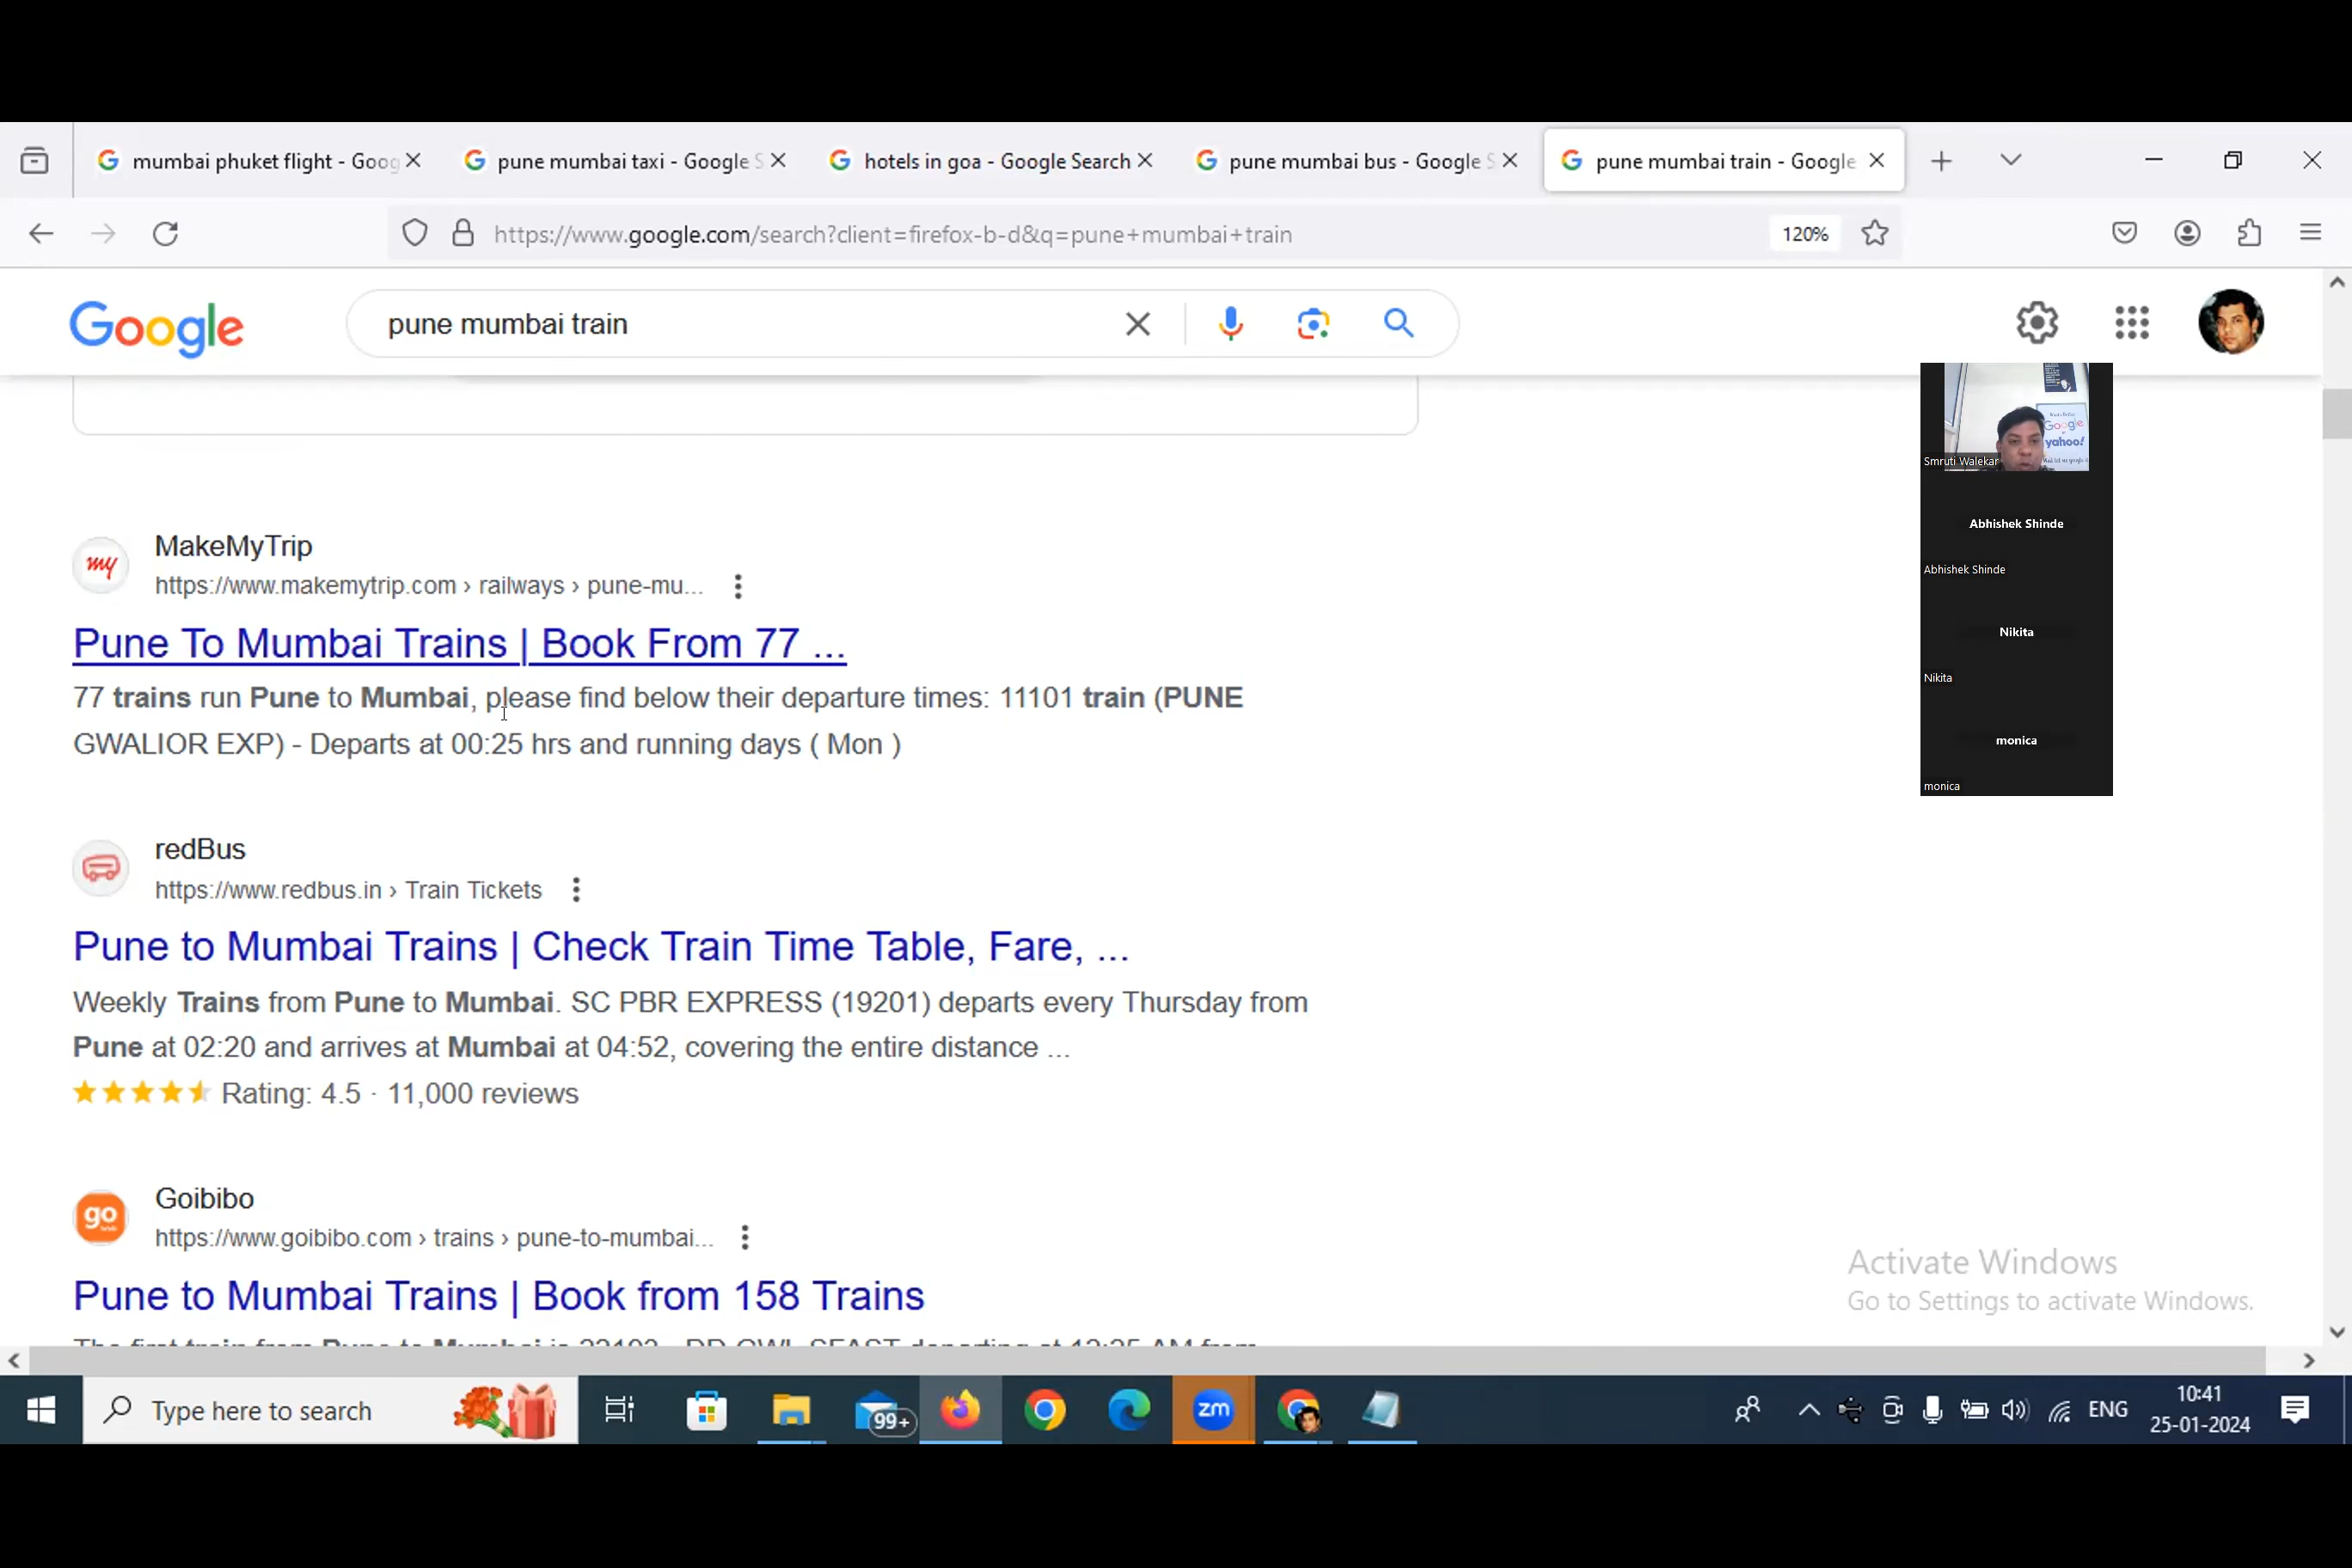 mumbai phuket flight - Goog
pune mumbai taxi - Google S
hotels in goa - Google Search
pune mumbai bus - Google S
pune mumbai train - Google
https://www.google.com/search?client=firefox-b-d&q=pune+mumbai+train
120%
Google
pune mumbai train
Google
yahoo!
Smruti Walekar
Abhishek Shinde
Abhishek Shinde
Nikita
Nikita
monica
monica
my
MakeMyTrip
https://www.makemytrip.com › railways › pune-mu...
Pune To Mumbai Trains | Book From 77 ...
77 trains run Pune to Mumbai, please find below their departure times: 11101 train (PUNE
GWALIOR EXP) - Departs at 00:25 hrs and running days ( Mon )
redBus
https://www.redbus.in › Train Tickets
Pune to Mumbai Trains | Check Train Time Table, Fare, ...
Weekly Trains from Pune to Mumbai. SC PBR EXPRESS (19201) departs every Thursday from
Pune at 02:20 and arrives at Mumbai at 04:52, covering the entire distance ...
Rating: 4.5 · 11,000 reviews
go
Goibibo
https://www.goibibo.com › trains › pune-to-mumbai...
Pune to Mumbai Trains | Book from 158 Trains
Activate Windows
Go to Settings to activate Windows.
Type here to search
99+
zm
ENG
10:41
25-01-2024